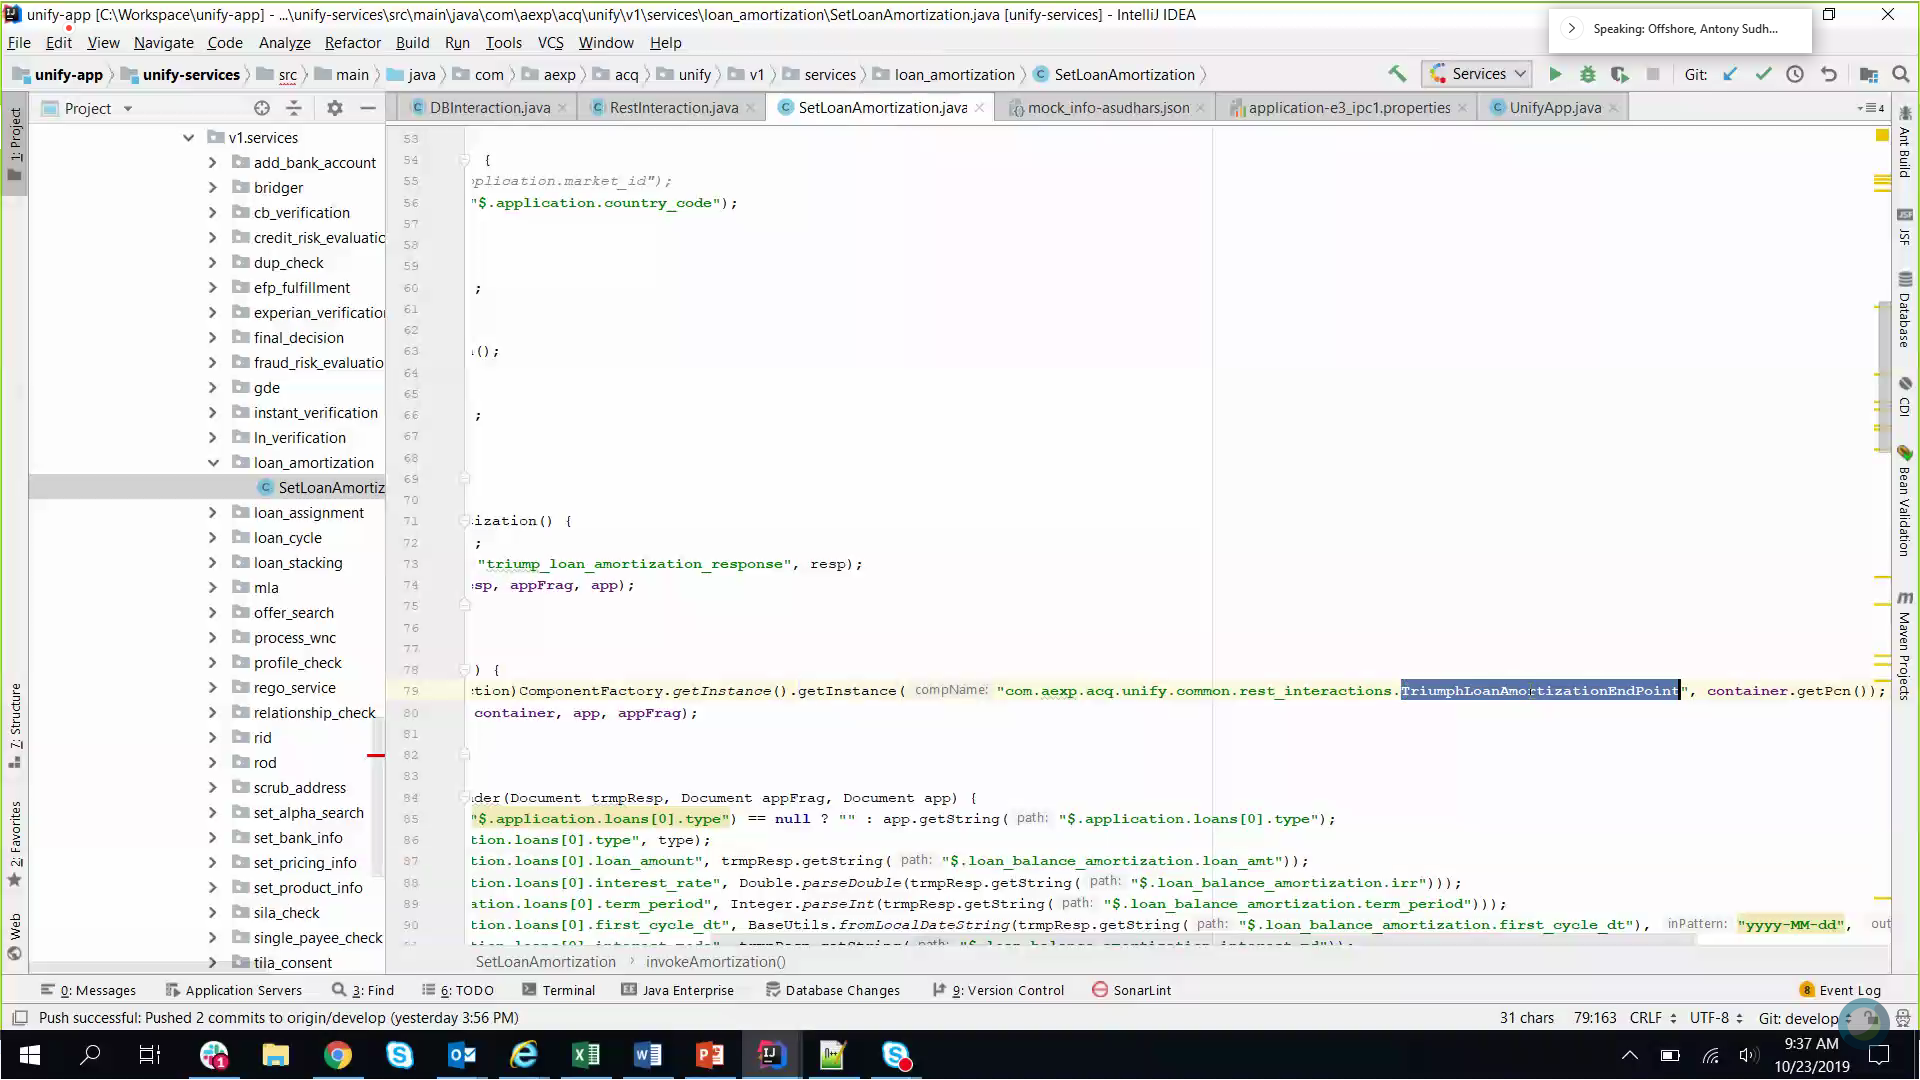 unify-app [C:\Workspace\unify-app] - ...\unify-services\src\main\java\com\aexp\acq\unify\v1\services\loan_amortization\SetLoanAmortization.java [unify-services] - IntelliJ IDEA
Speaking: Offshore, Antony Sudh...
File Edit View Navigate Code Analyze Refactor Build Run Tools VCS Window Help
unify-app unify-services src main java com aexp acq unify v1 services loan_amortization SetLoanAmortization Services Git:
Project DBInteraction.java RestInteraction.java SetLoanAmortization.java mock_info-asudhars.json application-e3_ipc1.properties UnifyApp.java 4
1: Project
7: Structure
2: Favorites
Web
v1.services
add_bank_account
bridger
cb_verification
credit_risk_evaluatio
dup_check
efp_fulfillment
experian_verificatio
final_decision
fraud_risk_evaluatio
gde
instant_verification
ln_verification
loan_amortization
SetLoanAmortiz
loan_assignment
loan_cycle
loan_stacking
mla
offer_search
process_wnc
profile_check
rego_service
relationship_check
rid
rod
scrub_address
set_alpha_search
set_bank_info
set_pricing_info
set_product_info
sila_check
single_payee_check
tila_consent
53
54 {
55 pplication.market_id");
56 "$.application.country_code");
57
58
59
60 ;
61
62
63 ();
64
65
66 ;
67
68
69
70
71 ization() {
72 ;
73 "triump_loan_amortization_response", resp);
74 esp, appFrag, app);
75
76
77
78 ) {
79 ction)ComponentFactory.getInstance().getInstance( compName: "com.aexp.acq.unify.common.rest_interactions.TriumphLoanAmortizationEndPoint", container.getPcn());
80 container, app, appFrag);
81
82
83
84 der(Document trmpResp, Document appFrag, Document app) {
85 "$.application.loans[0].type") == null ? "" : app.getString( path: "$.application.loans[0].type");
86 tion.loans[0].type", type);
87 tion.loans[0].loan_amount", trmpResp.getString( path: "$.loan_balance_amortization.loan_amt"));
88 tion.loans[0].interest_rate", Double.parseDouble(trmpResp.getString( path: "$.loan_balance_amortization.irr")));
89 ation.loans[0].term_period", Integer.parseInt(trmpResp.getString( path: "$.loan_balance_amortization.term_period")));
90 tion.loans[0].first_cycle_dt", BaseUtils.fromLocalDateString(trmpResp.getString( path: "$.loan_balance_amortization.first_cycle_dt"), inPattern: "yyyy-MM-dd", out
SetLoanAmortization invokeAmortization()
Ant Build
JSF
Database
CDI
Bean Validation
Maven Projects
0: Messages Application Servers 3: Find 6: TODO Terminal Java Enterprise Database Changes 9: Version Control SonarLint 8 Event Log
Push successful: Pushed 2 commits to origin/develop (yesterday 3:56 PM) 31 chars 79:163 CRLF UTF-8 Git: develop
9:37 AM
10/23/2019